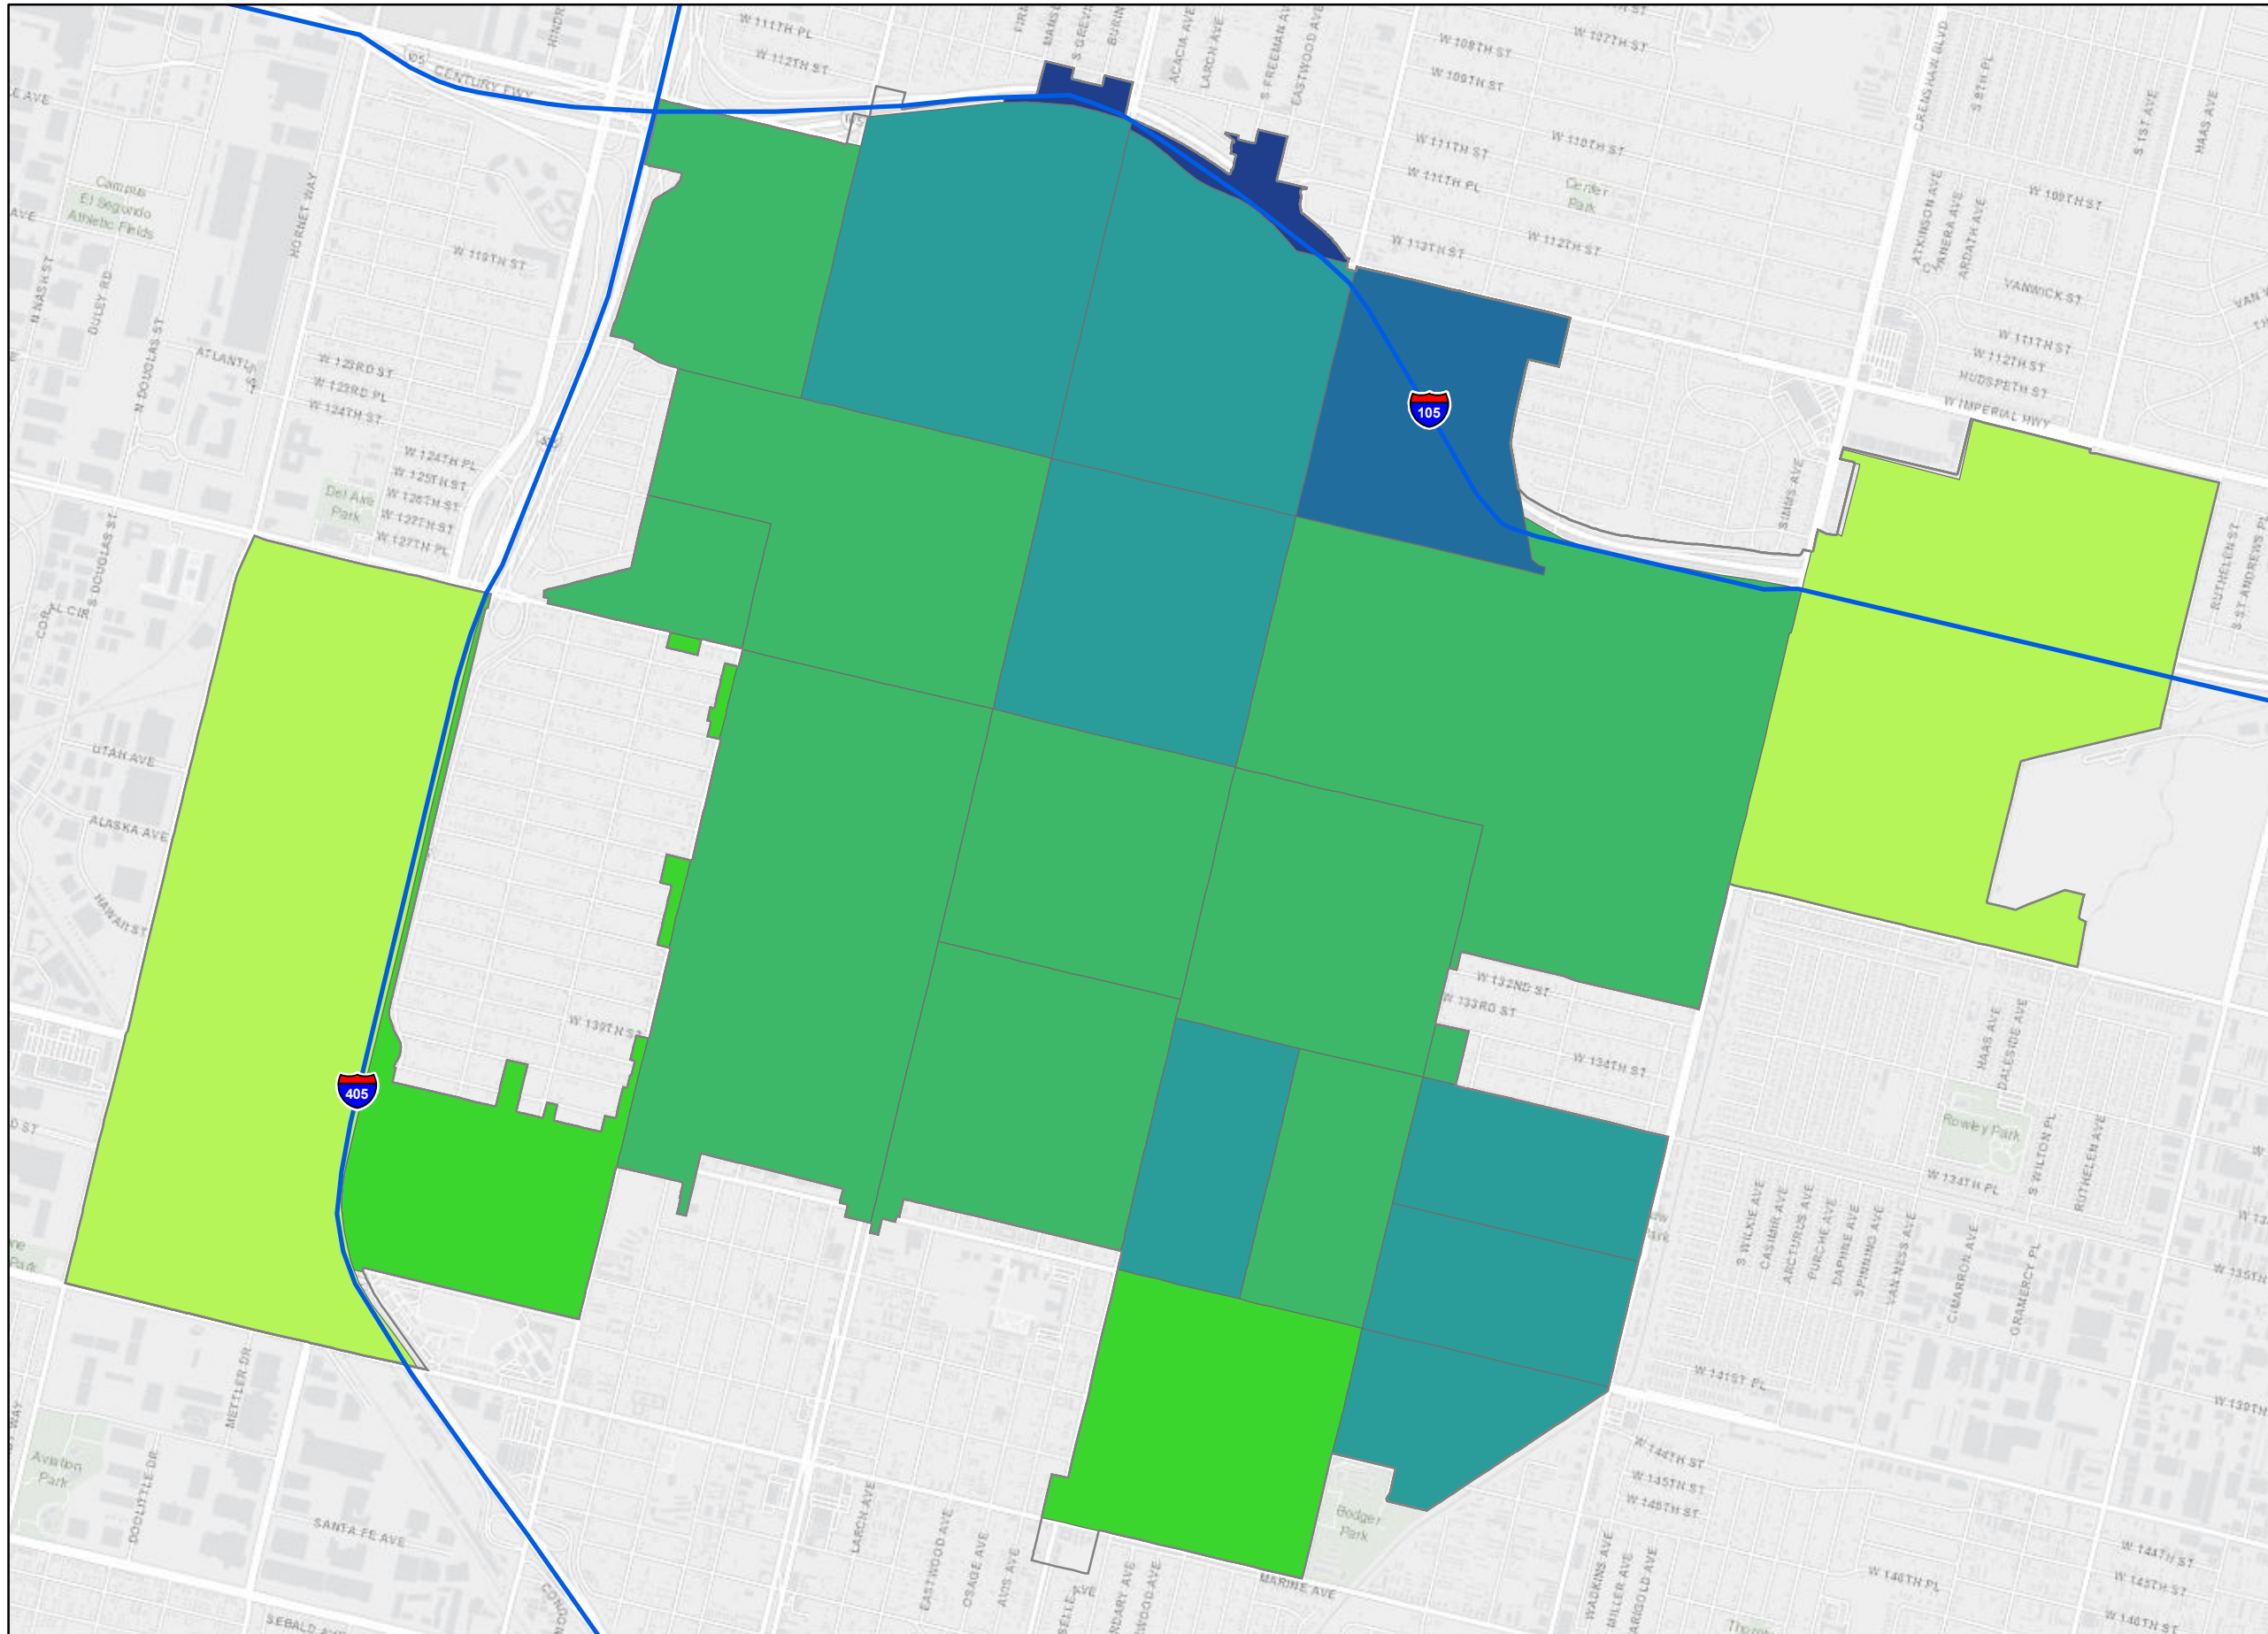 W 111TH PL
W 112TH ST
105
CENTURY FWY
ACACIA AVE
LARCH AVE
EASTWOOD AVE
W 108TH ST
W 109TH ST
W 107TH ST
CRENSHAW BLVD
S 8TH PL
S 1ST AVE
HAAS AVE
Campus
El Segundo
Athletic Fields
HORNET WAY
W 119TH ST
N NASH ST
DULEY RD
N DOUGLAS ST
W 111TH ST
W 110TH ST
W 111TH PL
Center
Park
W 113TH ST
W 112TH ST
ATKINSON AVE
ARDATH AVE
W 109TH ST
VANWICK ST
W 111TH ST
W 112TH ST
HUDSPETH ST
W IMPERIAL HWY
W 123RD ST
W 123RD PL
W 124TH ST
W 124TH PL
W 125TH ST
W 126TH ST
W 127TH ST
W 127TH PL
Del Aire
Park
105
SIMMS AVE
RUTHELEN ST
S ST ANDREWS PL
S DOUGLAS ST
UTAH AVE
ALASKA AVE
HAWAII ST
W 132ND ST
W 133RD ST
W 134TH ST
405
HAAS AVE
DALESIDE AVE
Rowley Park
W 134TH PL
S WILTON PL
RUTHELEN AVE
S WILKIE AVE
CASIMIR AVE
ARCTURUS AVE
PURCHE AVE
DAPHNE AVE
SPINNING AVE
VAN NESS AVE
CIMARRON AVE
GRAMERCY PL
W 135TH
W 139TH
W 141ST PL
METTLER DR
Aviation
Park
DOOLITTLE DR
SANTA FE AVE
LARCH AVE
EASTWOOD AVE
OSAGE AVE
AVIS AVE
MARINE AVE
Bodger
Park
W 144TH ST
W 145TH ST
W 146TH ST
WADKINS AVE
MILLER AVE
W 146TH PL
W 144TH ST
W 145TH ST
W 146TH ST